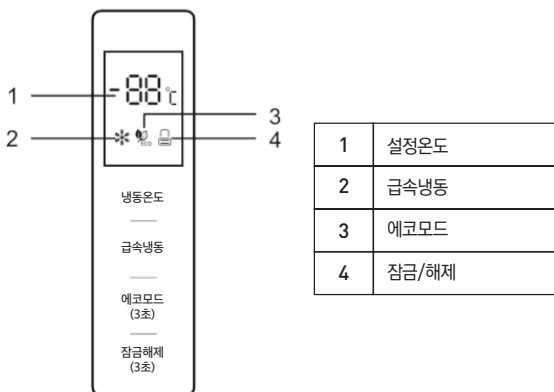 -88℃
1
2
3
4
ECO
냉동온도
급속냉동
에코모드
(3초)
잠금해제
(3초)
1 설정온도
2 급속냉동
3 에코모드
4 잠금/해제